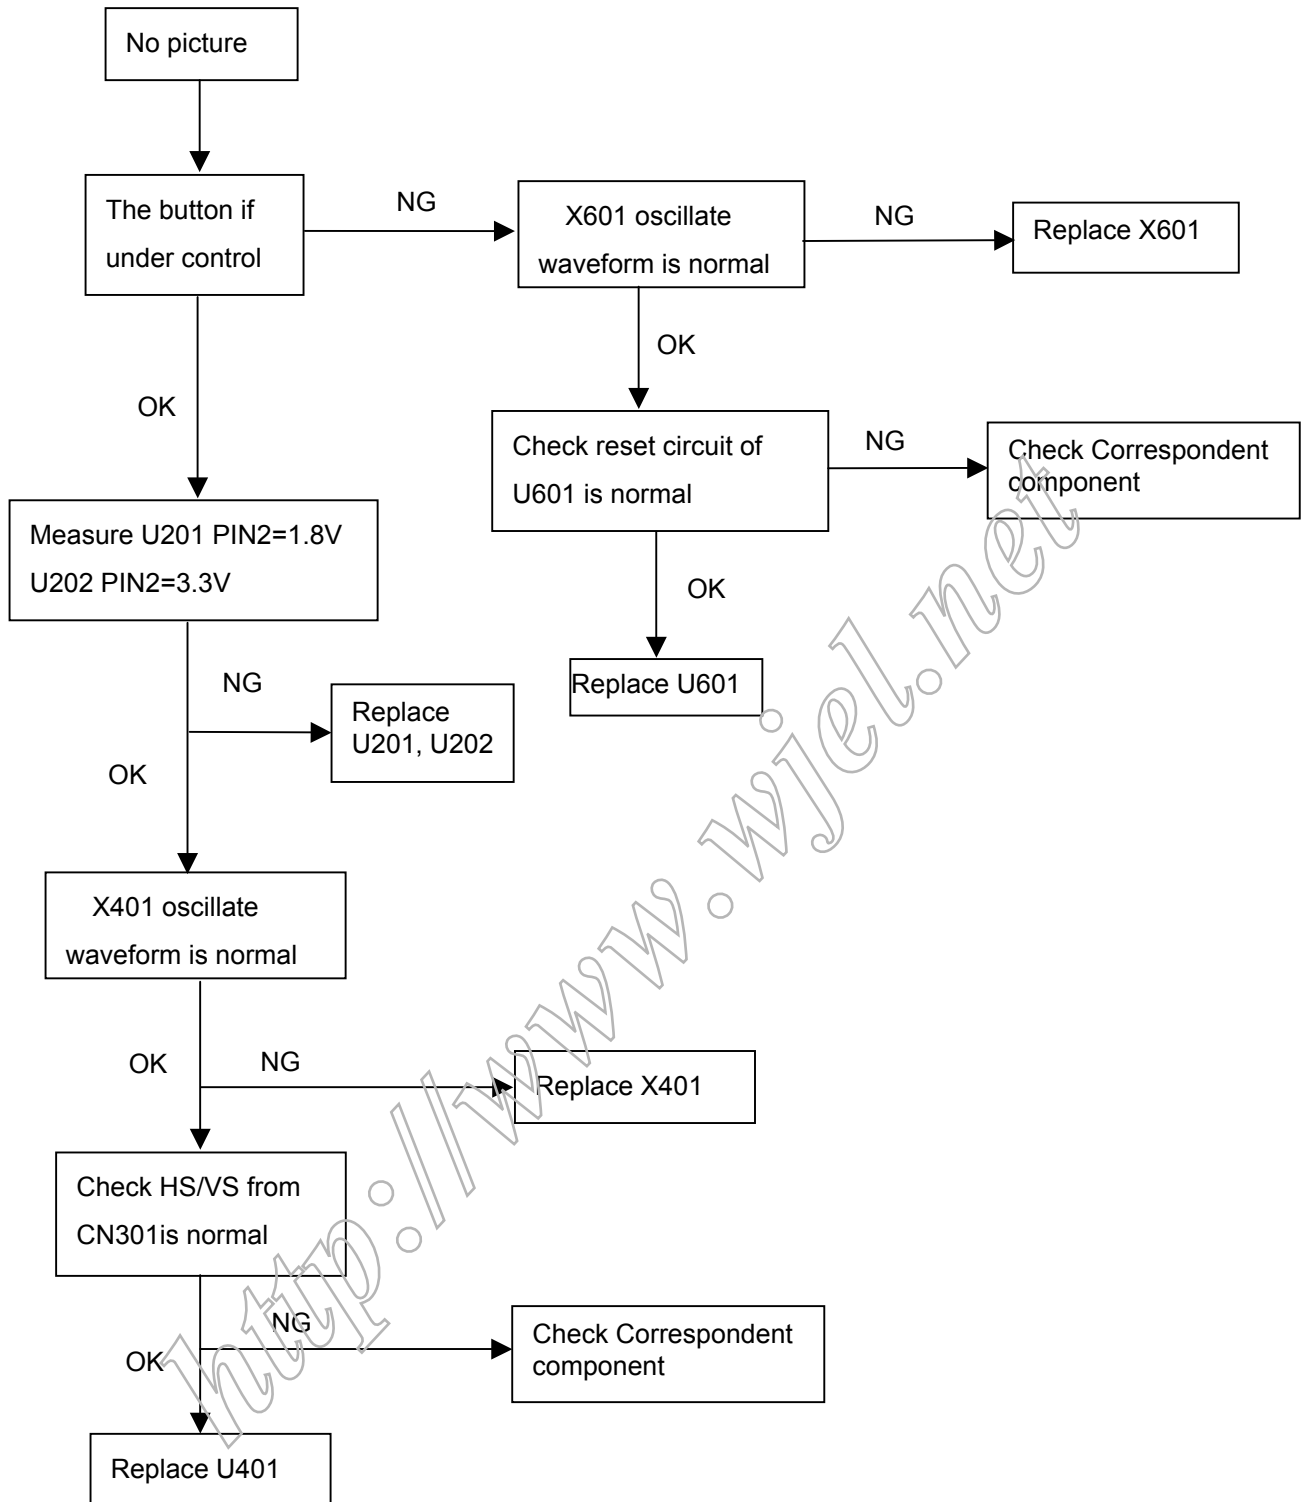 No picture
The button if
under control
NG
X601 oscillate
waveform is normal
NG
Replace X601
OK
OK
Check reset circuit of
U601 is normal
NG
Check Correspondent
component
Measure U201 PIN2=1.8V
U202 PIN2=3.3V
OK
Replace U601
NG
Replace
U201, U202
OK
X401 oscillate
waveform is normal
OK
NG
Replace X401
Check HS/VS from
CN301is normal
NG
OK
Check Correspondent
component
Replace U401
http://www.wjel.net